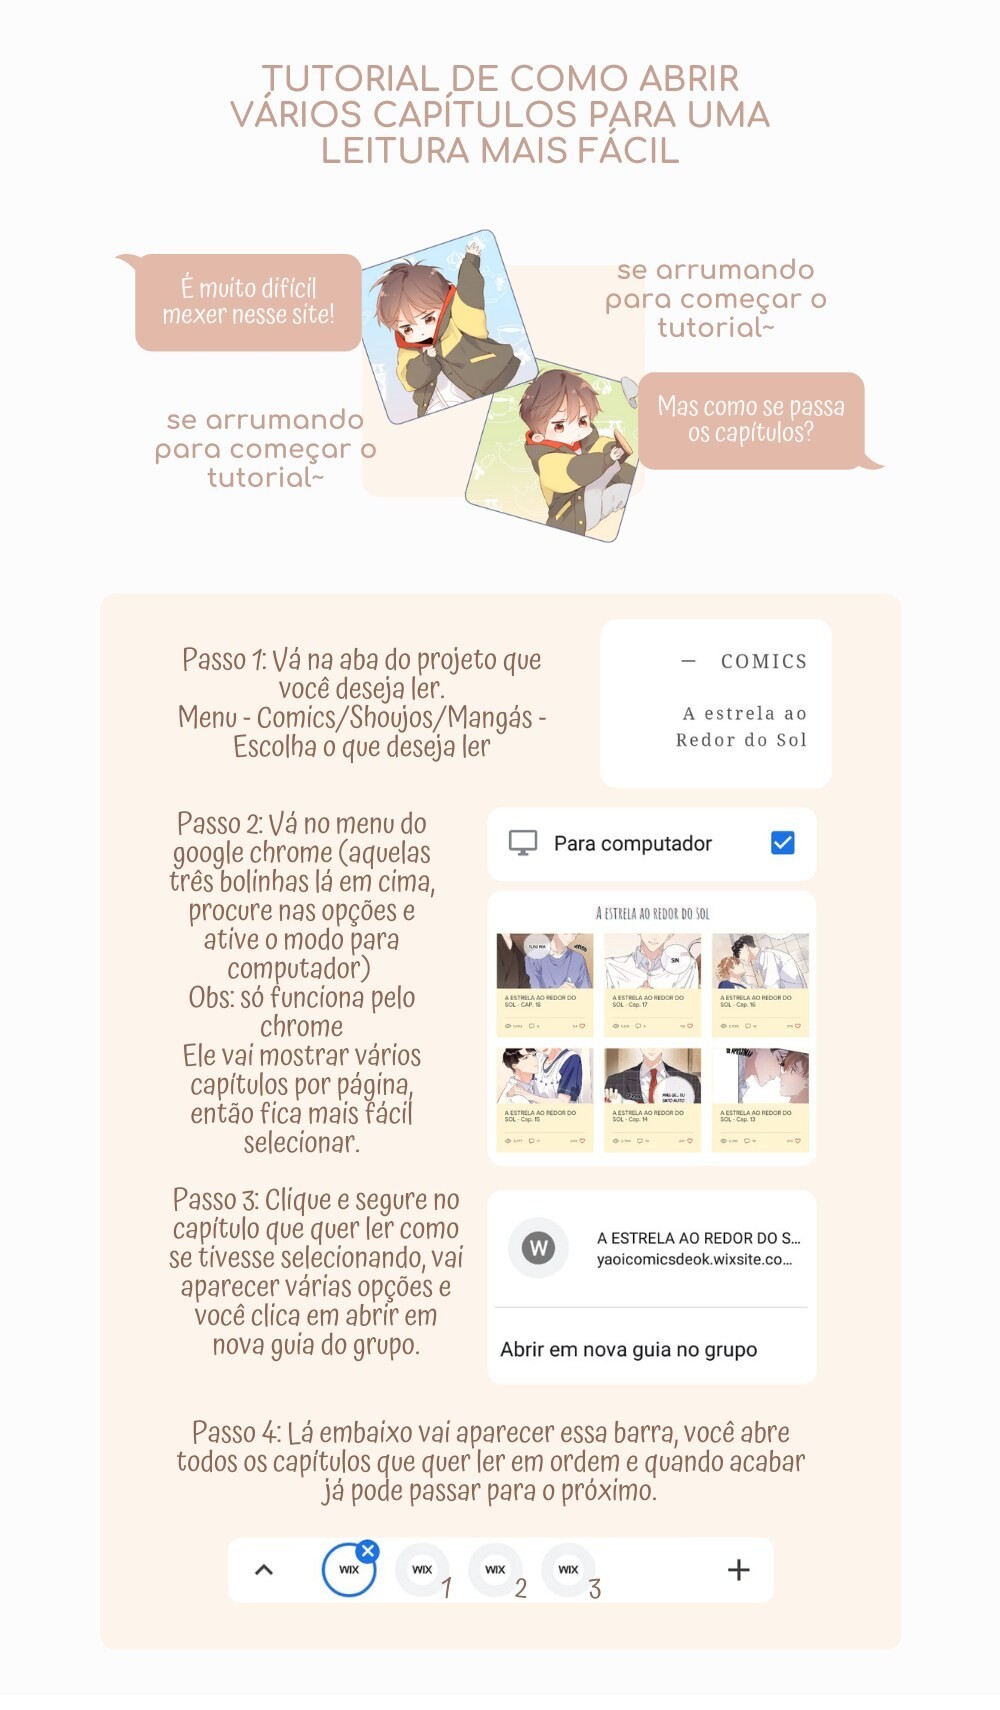 TUTORIAL DE COMO ABRIR
VÁRIOS CAPÍTULOS PARA UMA
LEITURA MAIS FÁCIL
É muito difícil
mexer nesse site!
se arrumando
para começar o
tutorial~
Mas como se passa
os capítulos?
se arrumando
para começar o
tutorial~
Passo 1: Vá na aba do projeto que
você deseja ler.
Menu - Comics/Shoujos/Mangás -
Escolha o que deseja ler
— COMICS
A estrela ao
Redor do Sol
Passo 2: Vá no menu do
google chrome (aquelas
três bolinhas lá em cima,
procure nas opções e
ative o modo para
computador)
Obs: só funciona pelo
chrome
Ele vai mostrar vários
capítulos por página,
então fica mais fácil
selecionar.
Para computador
A ESTRELA AO REDOR DO SOL
SIM.
A ESTRELA AO REDOR DO
SOL - CAP. 18
A ESTRELA AO REDOR DO
SOL - Cap. 17
A ESTRELA AO REDOR DO
SOL - Cap. 16
A ESTRELA AO REDOR DO
SOL - Cap. 15
A ESTRELA AO REDOR DO
SOL - Cap. 14
A ESTRELA AO REDOR DO
SOL - Cap. 13
Passo 3: Clique e segure no
capítulo que quer ler como
se tivesse selecionando, vai
aparecer várias opções e
você clica em abrir em
nova guia do grupo.
W
A ESTRELA AO REDOR DO S...
yaoicomicsdeok.wixsite.co...
Abrir em nova guia no grupo
Passo 4: Lá embaixo vai aparecer essa barra, você abre
todos os capítulos que quer ler em ordem e quando acabar
já pode passar para o próximo.
WIX WIX 1 WIX 2 WIX 3